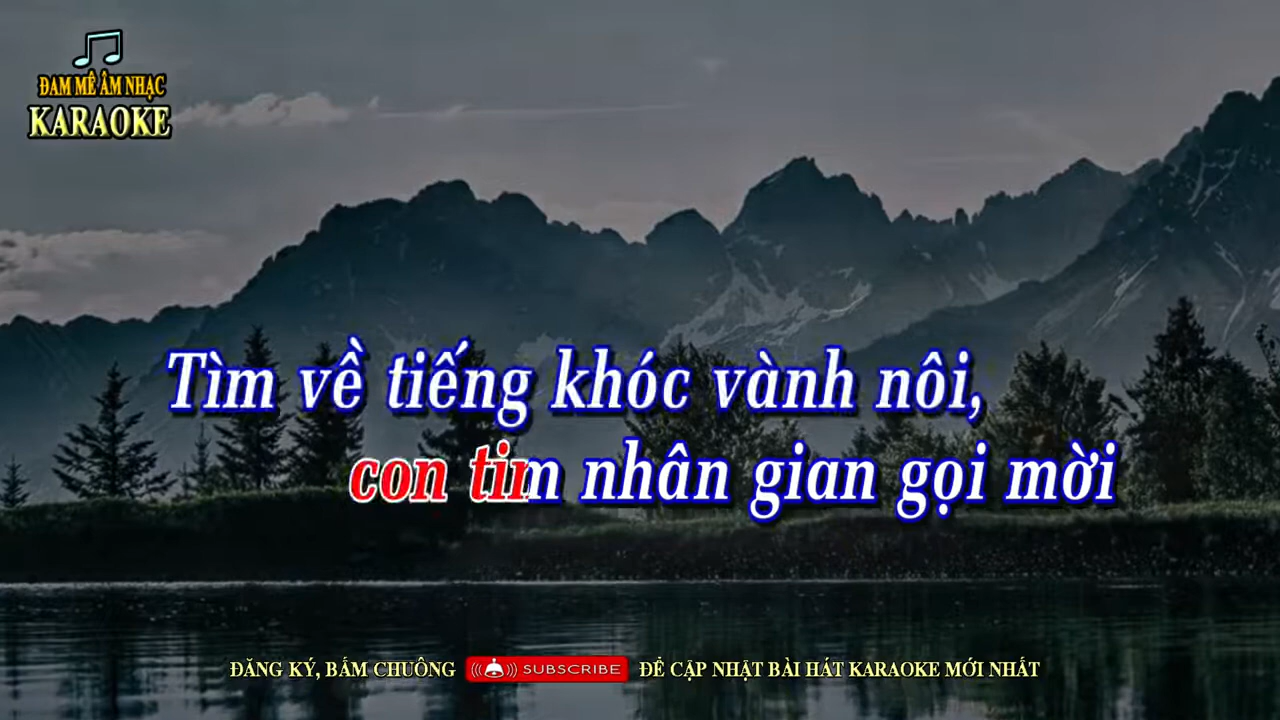 ĐAM MÊ ÂM NHẠC
KARAOKE
Tìm về tiếng khóc vành nôi,
con tim nhân gian gọi mời
ĐĂNG KÝ, BẤM CHUÔNG SUBSCRIBE ĐỂ CẬP NHẬT BÀI HÁT KARAOKE MỚI NHẤT